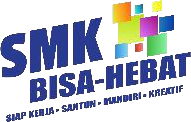 SMK
BISA-HEBAT
SIAP KERJA • SANTUN • MANDIRI • KREATIF